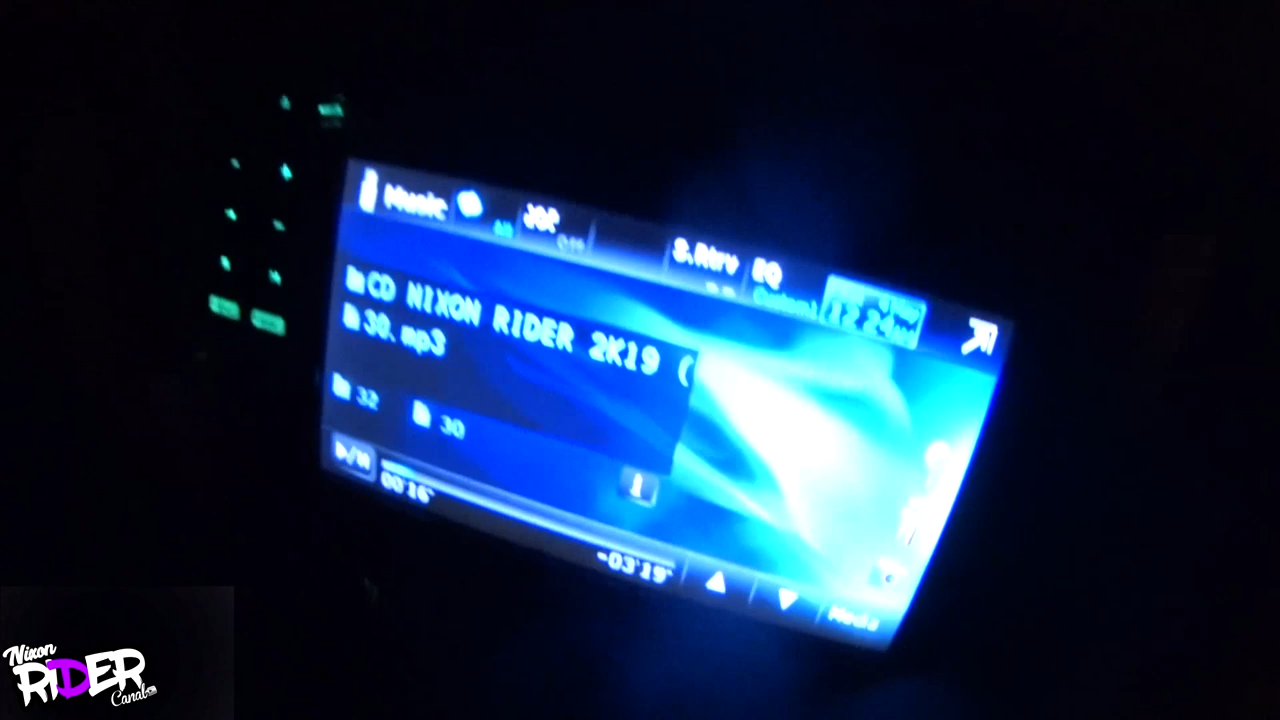 Music
S.Rtrv EQ
CD NIXON RIDER 2K19 (
30.mp3
32 30
00'16"
-03'19"
Nixon
RIDER
Canal